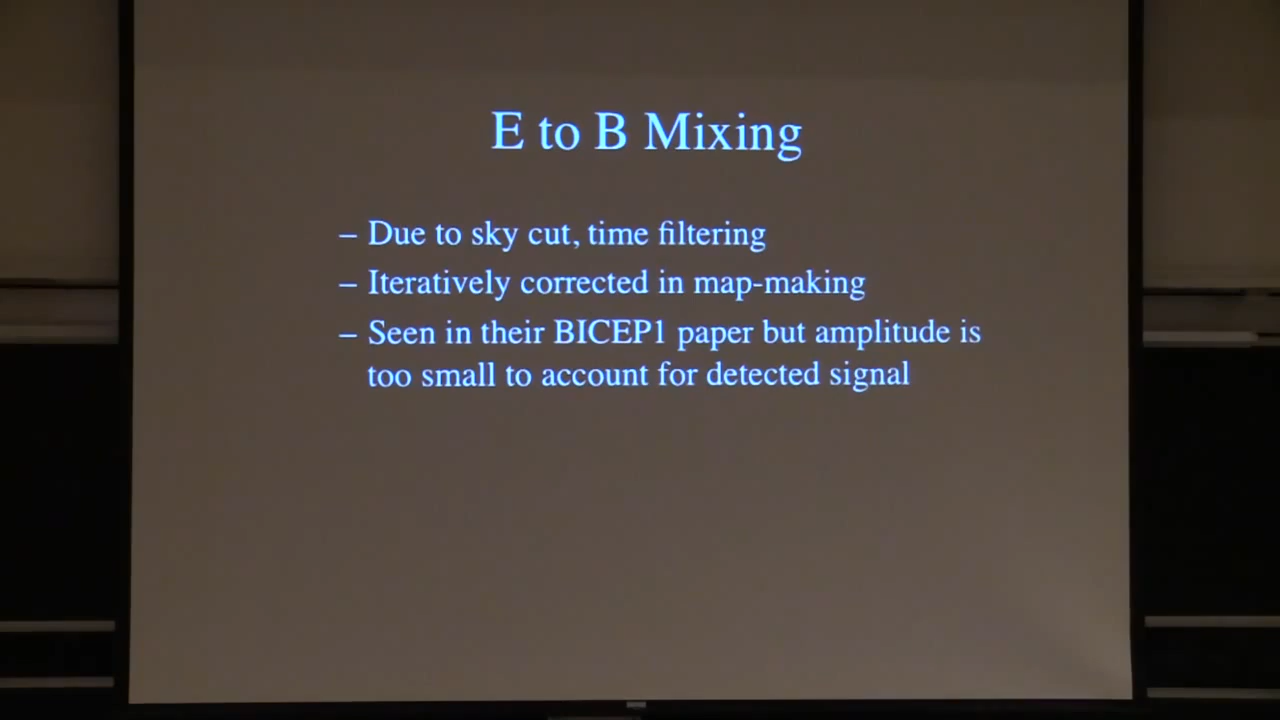 E to B Mixing
– Due to sky cut, time filtering
– Iteratively corrected in map-making
– Seen in their BICEP1 paper but amplitude is
too small to account for detected signal